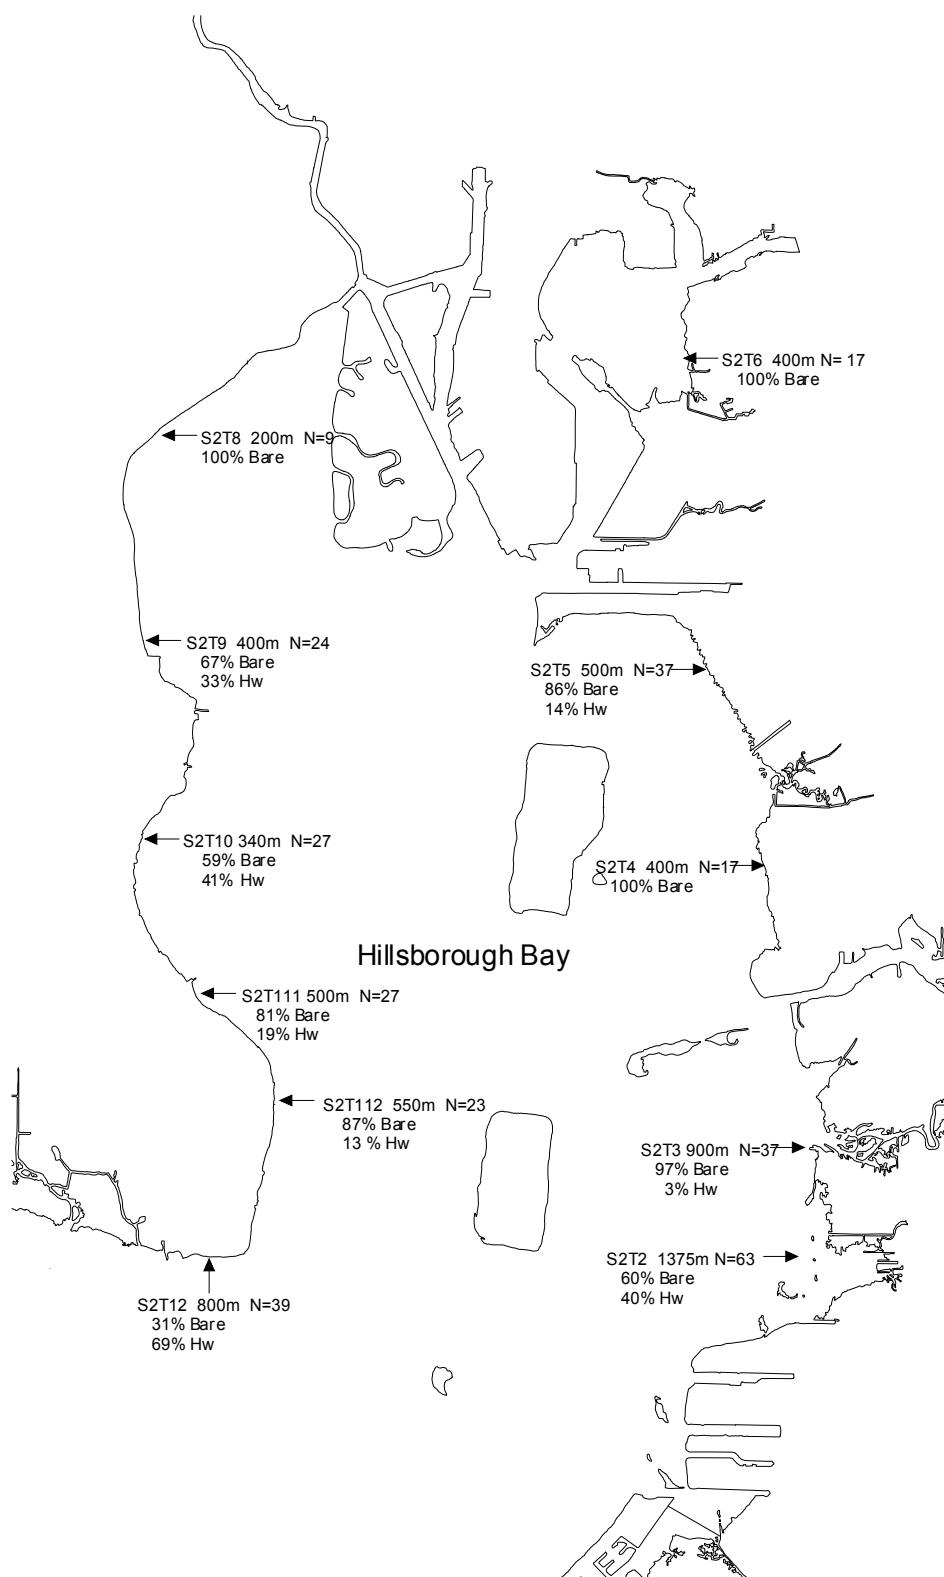 S2T6 400m N= 17
100% Bare
S2T8 200m N=9
100% Bare
S2T9 400m N=24
67% Bare
33% Hw
S2T5 500m N=37
86% Bare
14% Hw
S2T10 340m N=27
59% Bare
41% Hw
S2T4 400m N=17
100% Bare
Hillsborough Bay
S2T111 500m N=27
81% Bare
19% Hw
S2T112 550m N=23
87% Bare
13 % Hw
S2T3 900m N=37
97% Bare
3% Hw
S2T2 1375m N=63
60% Bare
40% Hw
S2T12 800m N=39
31% Bare
69% Hw